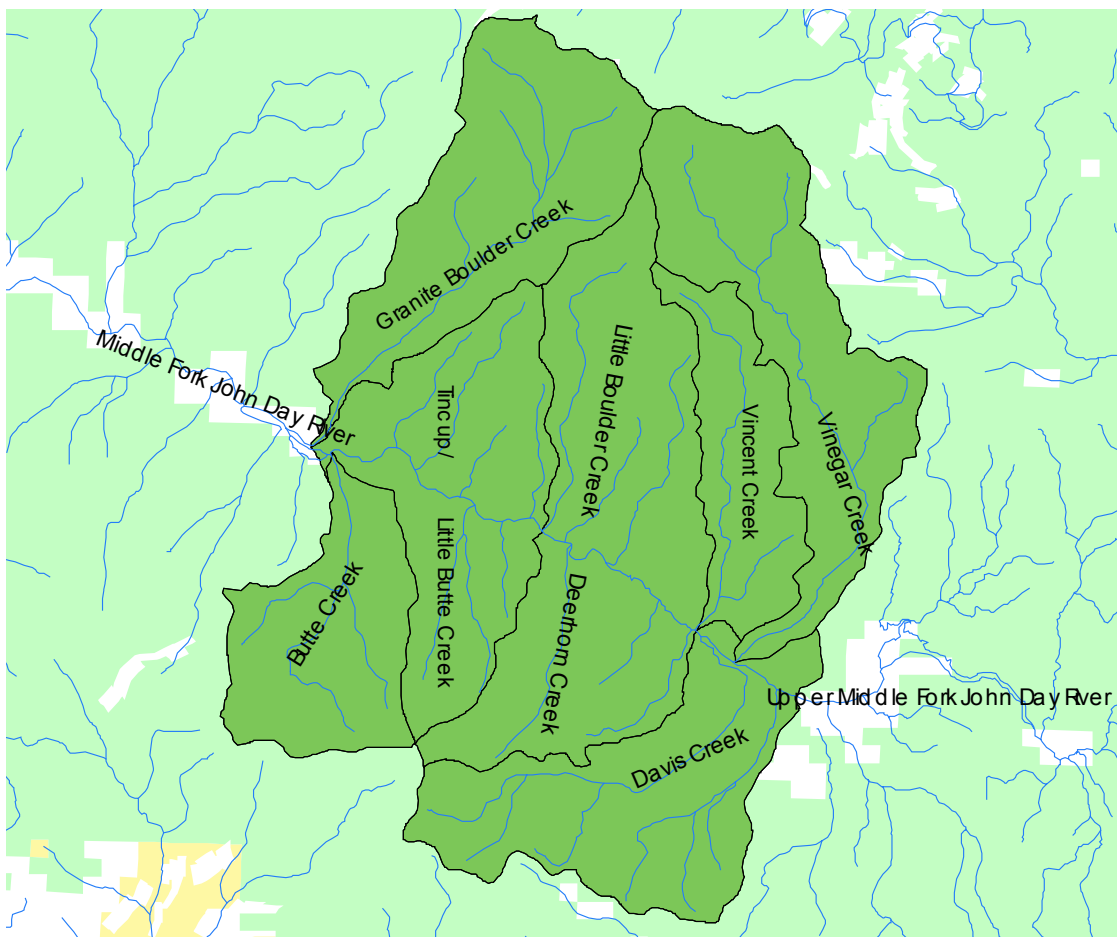 Granite Boulder Creek
Middle Fork John Day River
Tincup/
Little Butte Creek
Little Boulder Creek
Deerhorn Creek
Vincent Creek
Vinegar Creek
Butte Creek
Upper Middle Fork John Day River
Davis Creek